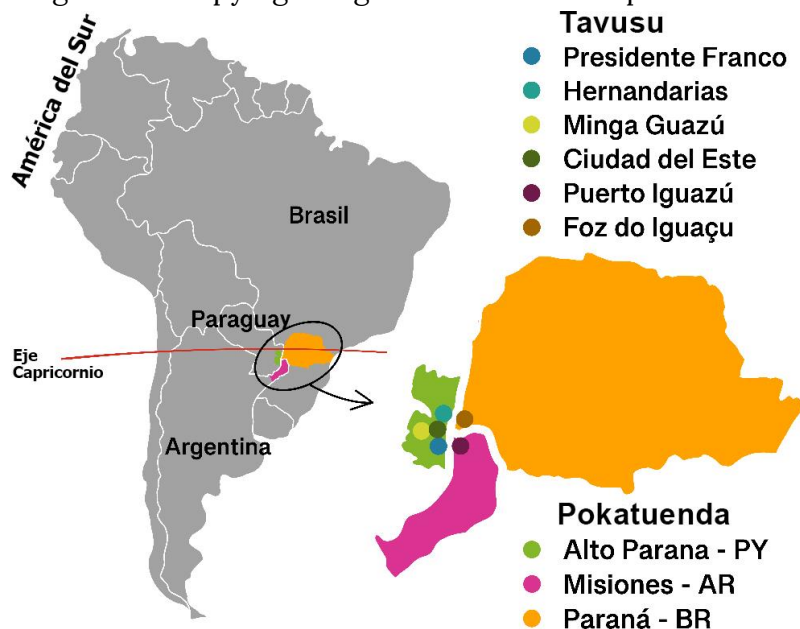 América del Sur
Brasil
Paraguay
Eje
Capricornio
Argentina
Tavusu
Presidente Franco
Hernandarias
Minga Guazú
Ciudad del Este
Puerto Iguazú
Foz do Iguaçu
Pokatuenda
Alto Parana - PY
Misiones - AR
Paraná - BR